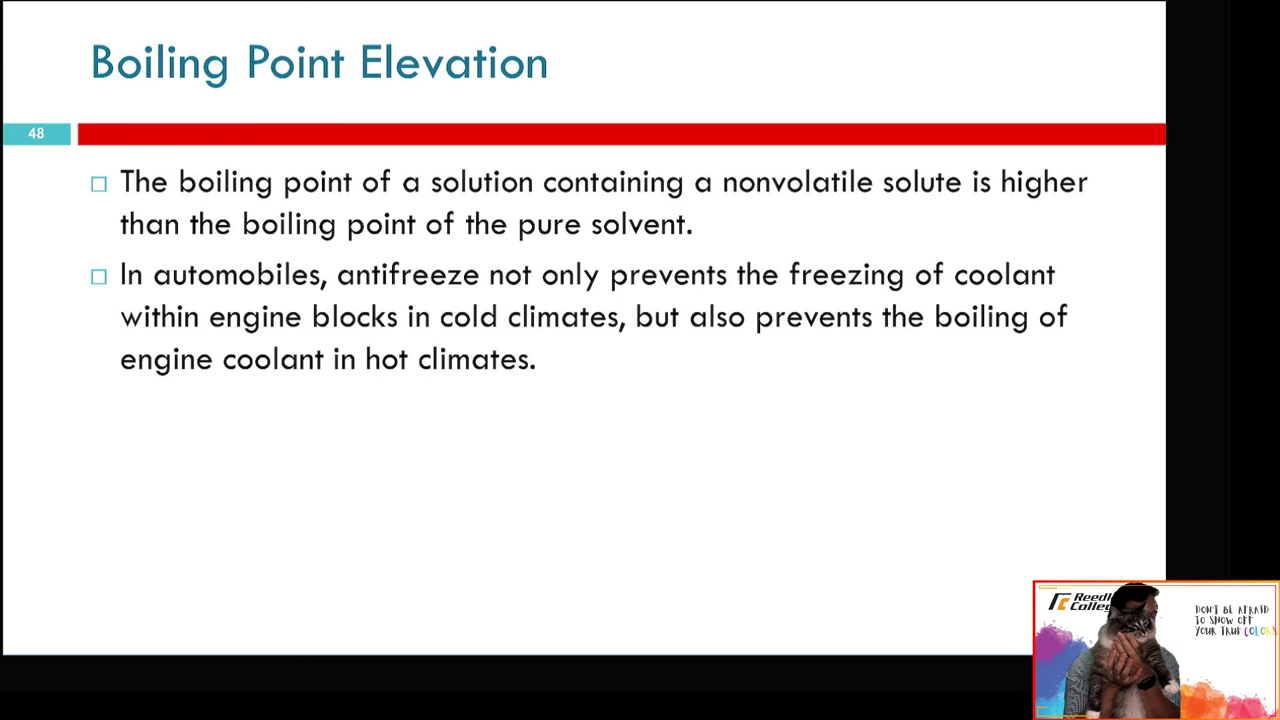 Boiling Point Elevation
48
The boiling point of a solution containing a nonvolatile solute is higher
than the boiling point of the pure solvent.
In automobiles, antifreeze not only prevents the freezing of coolant
within engine blocks in cold climates, but also prevents the boiling of
engine coolant in hot climates.
DON'T BE AFRAID
TO SHOW OFF
YOUR TRUE COLORS